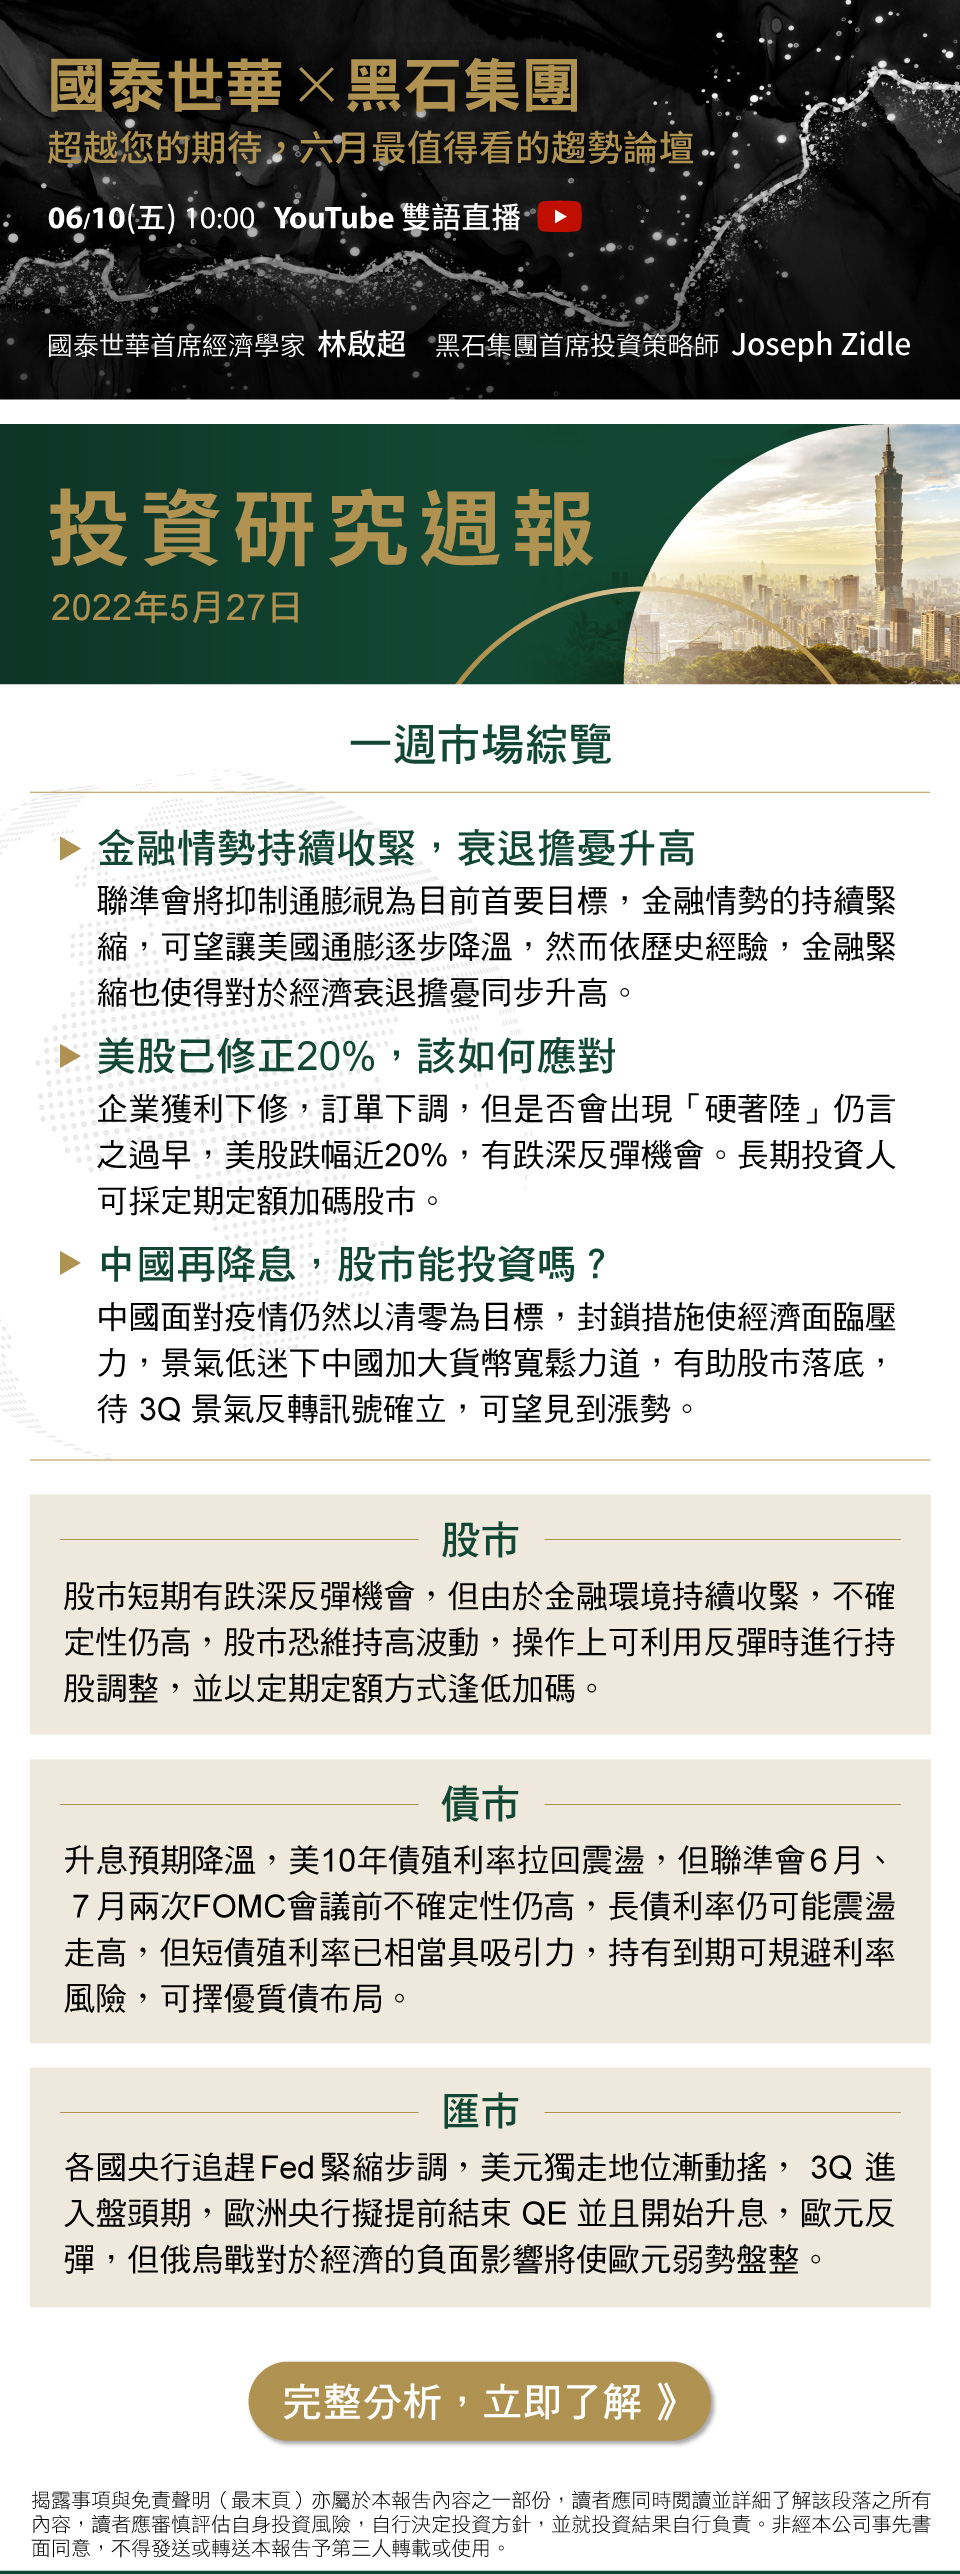 國泰世華×黑石集團
超越您的期待，六月最值得看的趨勢論壇
06/10(五) 10:00 YouTube 雙語直播
國泰世華首席經濟學家 林啟超 黑石集團首席投資策略師 Joseph Zidle
投資研究週報
2022年5月27日
一週市場綜覽
金融情勢持續收緊，衰退擔憂升高
聯準會將抑制通膨視為目前首要目標，金融情勢的持續緊
縮，可望讓美國通膨逐步降溫，然而依歷史經驗，金融緊
縮也使得對於經濟衰退擔憂同步升高。
美股已修正20%，該如何應對
企業獲利下修，訂單下調，但是否會出現「硬著陸」仍言
之過早，美股跌幅近20%，有跌深反彈機會。長期投資人
可採定期定額加碼股市。
中國再降息，股市能投資嗎？
中國面對疫情仍然以清零為目標，封鎖措施使經濟面臨壓
力，景氣低迷下中國加大貨幣寬鬆力道，有助股市落底，
待 3Q 景氣反轉訊號確立，可望見到漲勢。
股市
股市短期有跌深反彈機會，但由於金融環境持續收緊，不確
定性仍高，股市恐維持高波動，操作上可利用反彈時進行持
股調整，並以定期定額方式逢低加碼。
債市
升息預期降溫，美10年債殖利率拉回震盪，但聯準會6月、
7月兩次FOMC會議前不確定性仍高，長債利率仍可能震盪
走高，但短債殖利率已相當具吸引力，持有到期可規避利率
風險，可擇優質債布局。
匯市
各國央行追趕Fed緊縮步調，美元獨走地位漸動搖， 3Q 進
入盤頭期，歐洲央行擬提前結束 QE 並且開始升息，歐元反
彈，但俄烏戰對於經濟的負面影響將使歐元弱勢盤整。
完整分析，立即了解 》
揭露事項與免責聲明（最末頁）亦屬於本報告內容之一部份，讀者應同時閱讀並詳細了解該段落之所有
內容，讀者應審慎評估自身投資風險，自行決定投資方針，並就投資結果自行負責。非經本公司事先書
面同意，不得發送或轉送本報告予第三人轉載或使用。